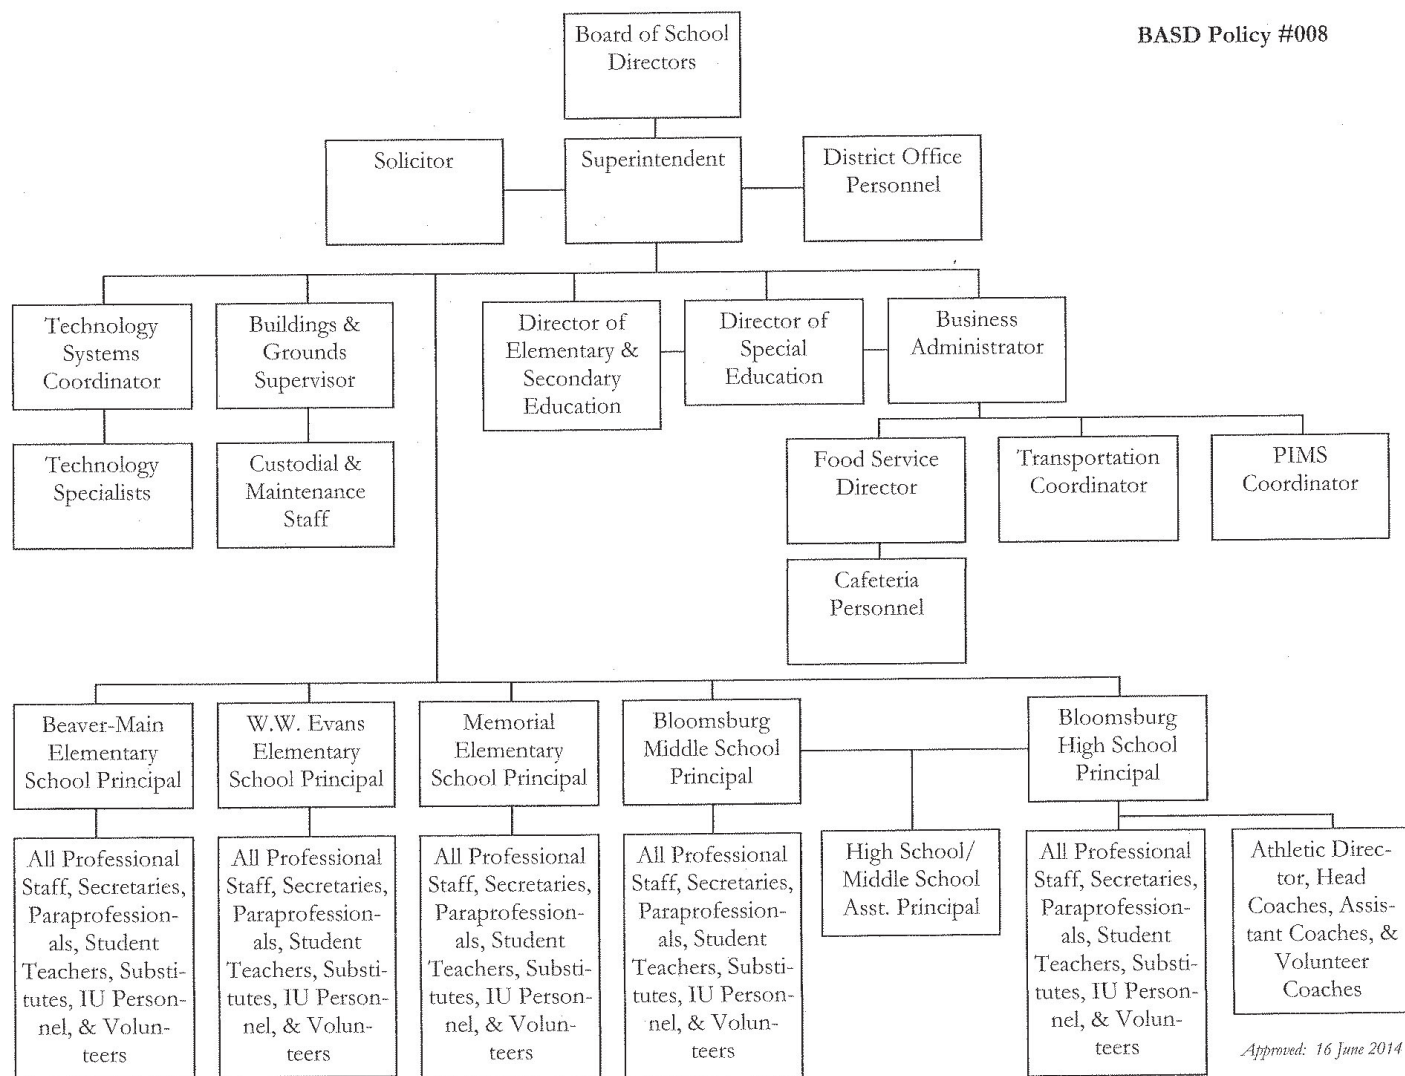 Board of School
Directors
BASD Policy #008
Solicitor
Superintendent
District Office
Personnel
Technology
Systems
Coordinator
Buildings &
Grounds
Supervisor
Director of
Elementary &
Secondary
Education
Director of
Special
Education
Business
Administrator
Technology
Specialists
Custodial &
Maintenance
Staff
Food Service
Director
Transportation
Coordinator
PIMS
Coordinator
Cafeteria
Personnel
Beaver-Main
Elementary
School Principal
W.W. Evans
Elementary
School Principal
Memorial
Elementary
School Principal
Bloomsburg
Middle School
Principal
Bloomsburg
High School
Principal
All Professional
Staff, Secretaries,
Paraprofession-
als, Student
Teachers, Substi-
tutes, IU Person-
nel, & Volun-
teers
All Professional
Staff, Secretaries,
Paraprofession-
als, Student
Teachers, Substi-
tutes, IU Person-
nel, & Volun-
teers
All Professional
Staff, Secretaries,
Paraprofession-
als, Student
Teachers, Substi-
tutes, IU Person-
nel, & Volun-
teers
All Professional
Staff, Secretaries,
Paraprofession-
als, Student
Teachers, Substi-
tutes, IU Person-
nel, & Volun-
teers
High School/
Middle School
Asst. Principal
All Professional
Staff, Secretaries,
Paraprofession-
als, Student
Teachers, Substi-
tutes, IU Person-
nel, & Volun-
teers
Athletic Direc-
tor, Head
Coaches, Assis-
tant Coaches, &
Volunteer
Coaches
Approved: 16 June 2014